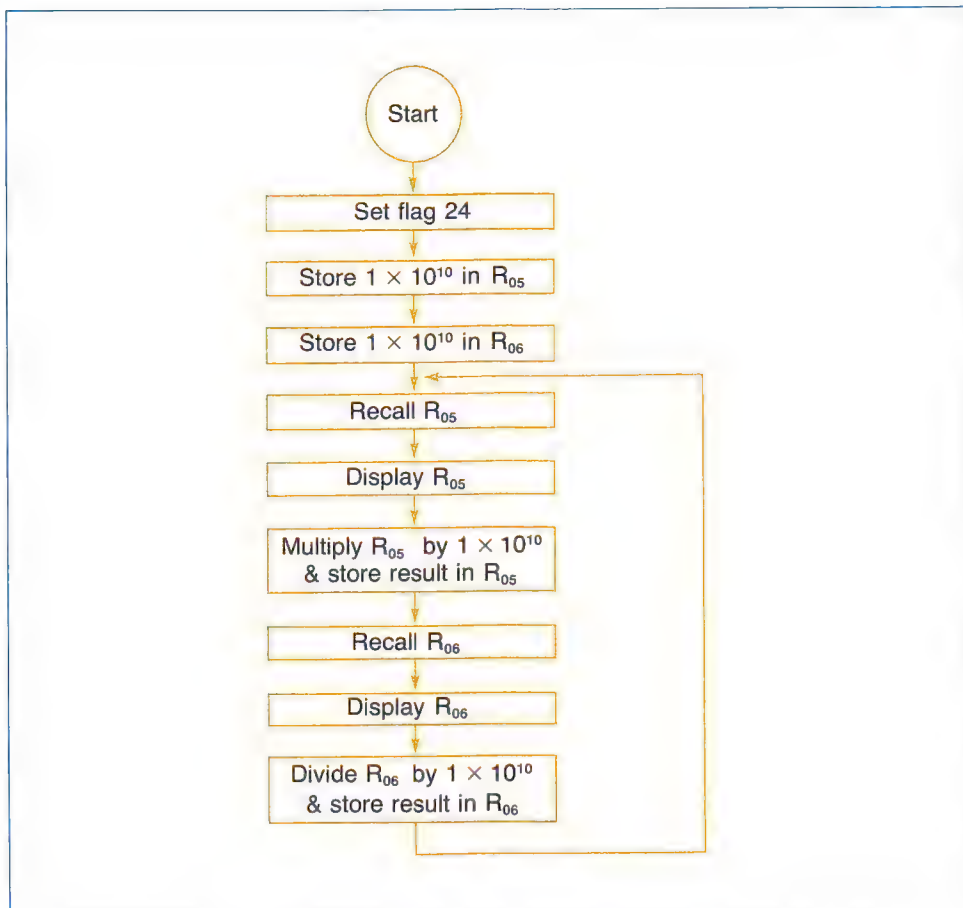 Start
Set flag 24
Store 1 × 10¹⁰ in R₀₅
Store 1 × 10¹⁰ in R₀₆
Recall R₀₅
Display R₀₅
Multiply R₀₅ by 1 × 10¹⁰
& store result in R₀₅
Recall R₀₆
Display R₀₆
Divide R₀₆ by 1 × 10¹⁰
& store result in R₀₆